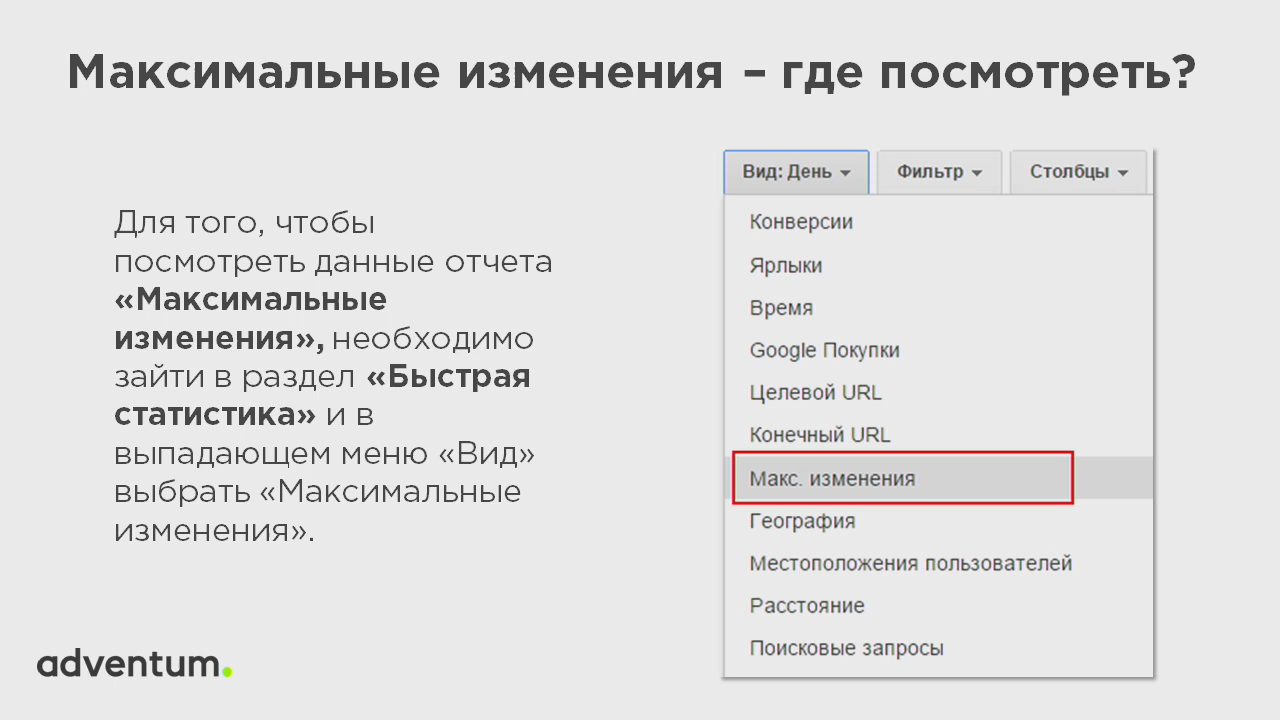 Максимальные изменения – где посмотреть?
Для того, чтобы
посмотреть данные отчета
«Максимальные
изменения», необходимо
зайти в раздел «Быстрая
статистика» и в
выпадающем меню «Вид»
выбрать «Максимальные
изменения».
Вид: День Фильтр Столбцы
Конверсии
Ярлыки
Время
Google Покупки
Целевой URL
Конечный URL
Макс. изменения
География
Местоположения пользователей
Расстояние
Поисковые запросы
adventum.